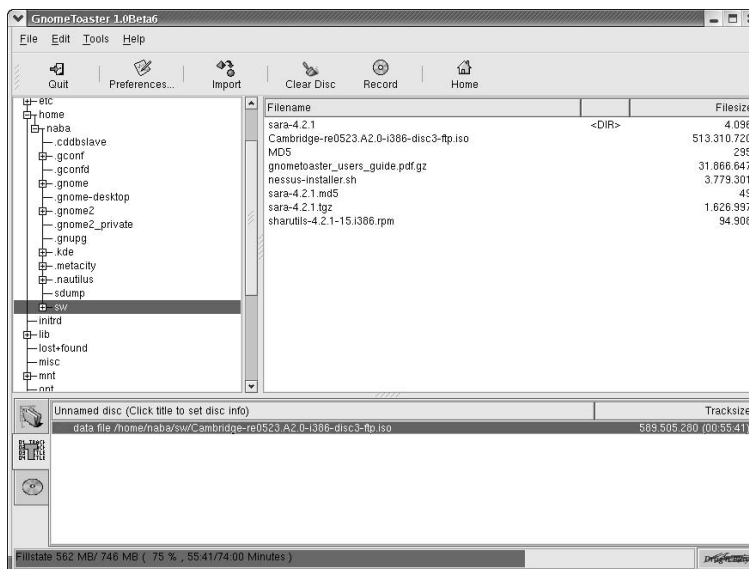 GnomeToaster 1.0Beta6
File Edit Tools Help
Quit Preferences... Import Clear Disc Record Home
etc
home
naba
.cddbslave
.gconf
.gconfd
.gnome
.gnome-desktop
.gnome2
.gnome2_private
.gnupg
.kde
.metacity
.nautilus
sdump
sw
initrd
lib
lost+found
misc
mnt
opt
Filename Filesize
sara-4.2.1 <DIR> 4.096
Cambridge-re0523.A2.0-i386-disc3-ftp.iso 513.310.720
MD5 295
gnometoaster_users_guide.pdf.gz 31.866.647
nessus-installer.sh 3.779.301
sara-4.2.1.md5 49
sara-4.2.1.tgz 1.626.997
sharutils-4.2.1-15.i386.rpm 94.908
Unnamed disc (Click title to set disc info) Tracksize
data file /home/naba/sw/Cambridge-re0523.A2.0-i386-disc3-ftp.iso 589.505.280 (00:55:41)
Fillstate 562 MB/ 746 MB ( 75 % , 55:41/74:00 Minutes )